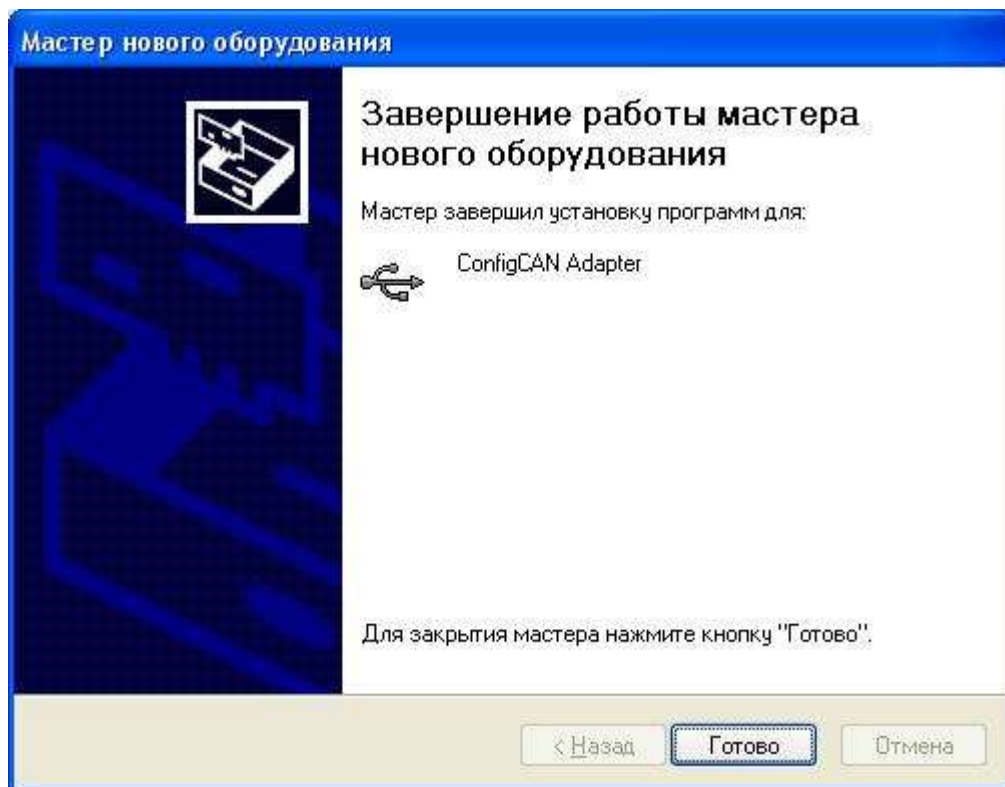 Мастер нового оборудования
Завершение работы мастера
нового оборудования
Мастер завершил установку программ для:
ConfigCAN Adapter
Для закрытия мастера нажмите кнопку "Готово".
< Назад Готово Отмена